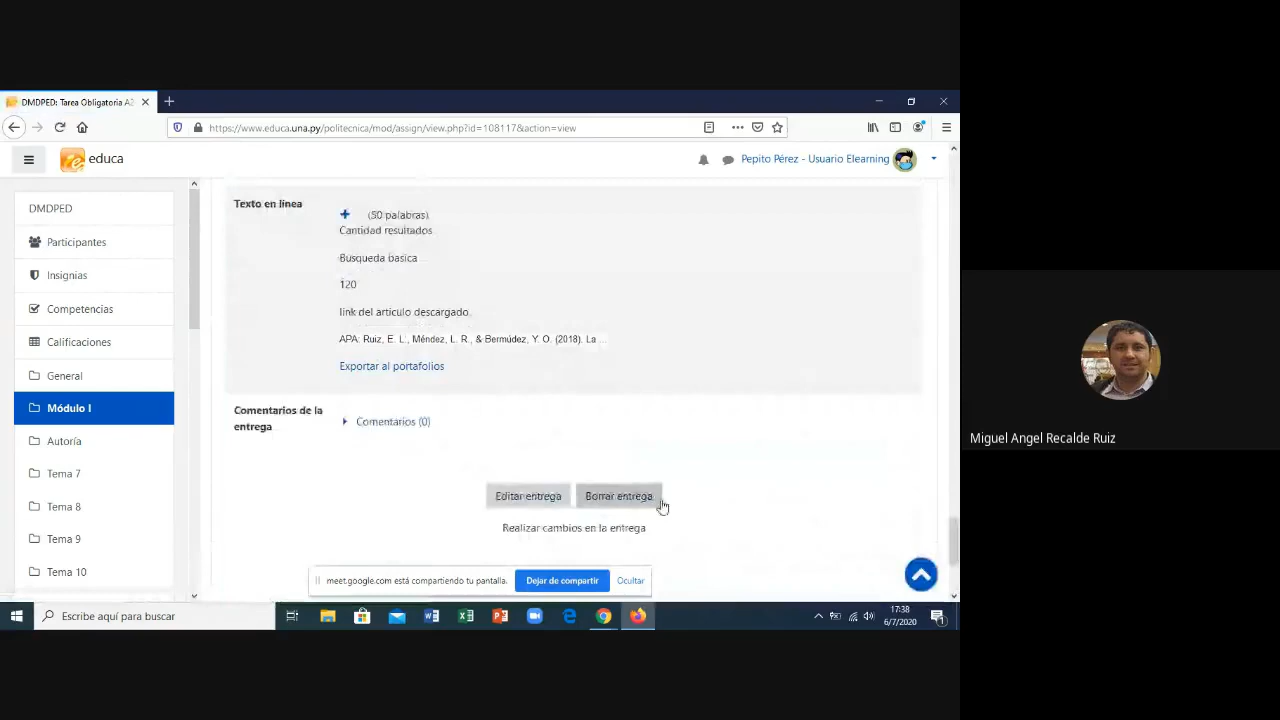 DMDPED: Tarea Obligatoria A2
https://www.educa.una.py/politecnica/mod/assign/view.php?id=108117&action=view
educa
Pepito Pérez - Usuario Elearning
DMDPED
Participantes
Insignias
Competencias
Calificaciones
General
Módulo I
Autoría
Tema 7
Tema 8
Tema 9
Tema 10
Texto en línea
(50 palabras)
Cantidad resultados
Busqueda basica ...
120
link del articulo descargado.
APA: Ruiz, E. L., Méndez, L. R., & Bermúdez, Y. O. (2018). La ...
Exportar al portafolios
Comentarios de la
entrega
Comentarios (0)
Editar entrega
Borrar entrega
Realizar cambios en la entrega
meet.google.com está compartiendo tu pantalla.
Dejar de compartir
Ocultar
Escribe aquí para buscar
17:38
6/7/2020
Miguel Angel Recalde Ruiz